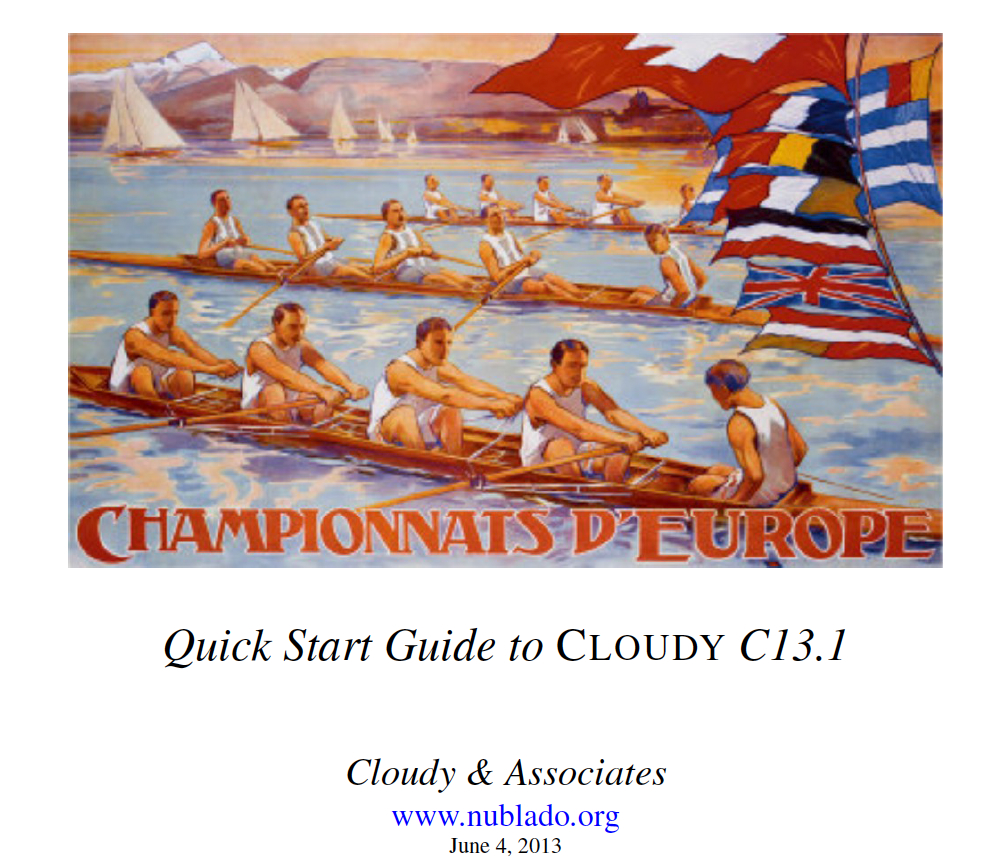 CHAMPIONNATS D'EUROPE
Quick Start Guide to CLOUDY C13.1
Cloudy & Associates
www.nublado.org
June 4, 2013